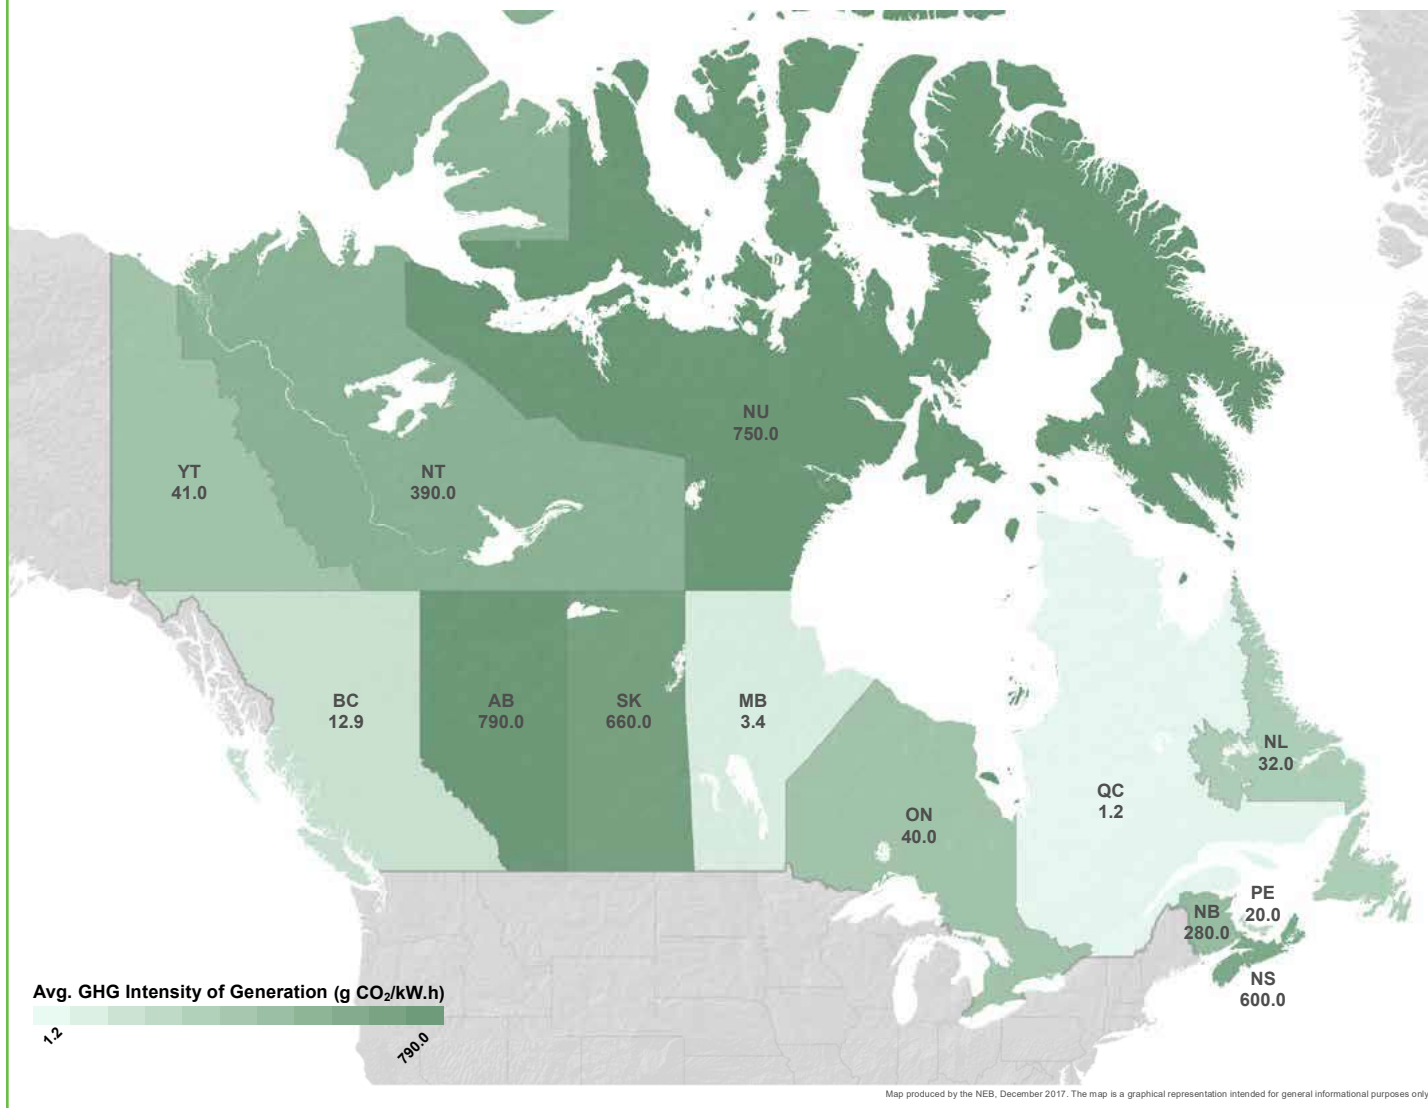 NU
750.0
YT
41.0
NT
390.0
BC
12.9
AB
790.0
SK
660.0
MB
3.4
NL
32.0
QC
1.2
ON
40.0
PE
20.0
NB
280.0
NS
600.0
Avg. GHG Intensity of Generation (g CO₂/kW.h)
1.2
790.0
Map produced by the NEB, December 2017. The map is a graphical representation intended for general informational purposes only